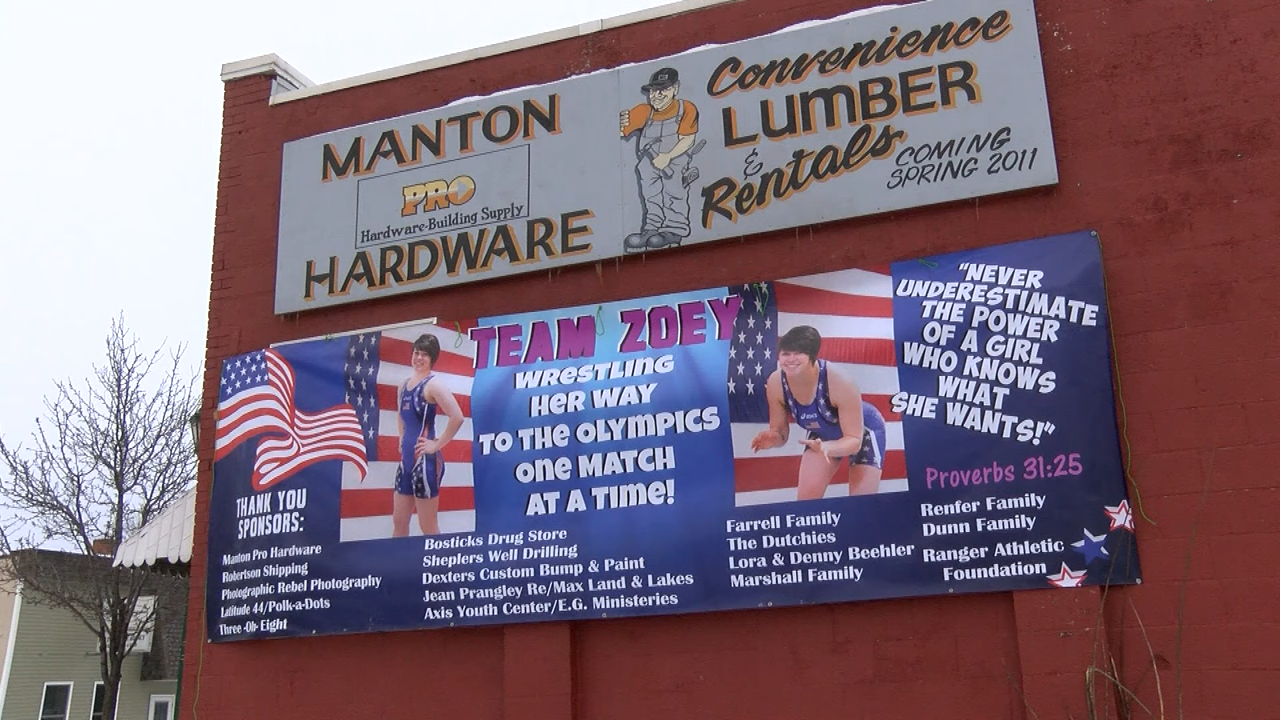 MANTON
PRO
Hardware-Building Supply
HARDWARE
Convenience
LUMBER
&
Rentals
COMING
SPRING 2011
TEAM ZOEY
WRESTLING
HER WAY
TO THE OLYMPICS
ONE MATCH
AT A TIME!
"NEVER
UNDERESTIMATE
THE POWER
OF A GIRL
WHO KNOWS
WHAT
SHE WANTS!"
Proverbs 31:25
THANK YOU
SPONSORS:
Manton Pro Hardware
Robertson Shipping
Photographic Rebel Photography
Latitude 44/Polk-a-Dots
Three -Oh- Eight
Bosticks Drug Store
Sheplers Well Drilling
Dexters Custom Bump & Paint
Jean Prangley Re/Max Land & Lakes
Axis Youth Center/E.G. Ministeries
Farrell Family
The Dutchies
Lora & Denny Beehler
Marshall Family
Renfer Family
Dunn Family
Ranger Athletic
Foundation